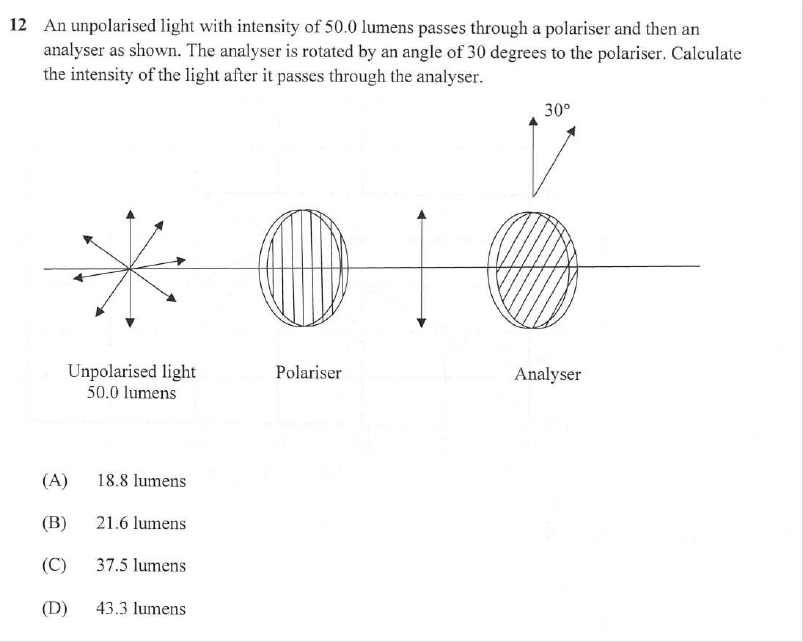 12 An unpolarised light with intensity of 50.0 lumens passes through a polariser and then an
analyser as shown. The analyser is rotated by an angle of 30 degrees to the polariser. Calculate
the intensity of the light after it passes through the analyser.
30°
Unpolarised light
50.0 lumens
Polariser
Analyser
(A) 18.8 lumens
(B) 21.6 lumens
(C) 37.5 lumens
(D) 43.3 lumens